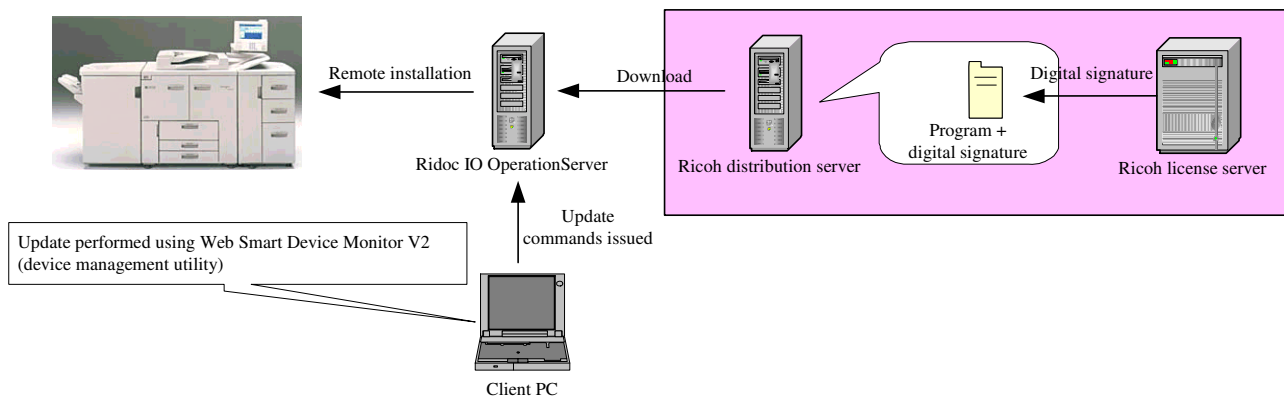 Remote installation
Download
Digital signature
Program +
digital signature
Ridoc IO OperationServer
Ricoh distribution server
Ricoh license server
Update
commands issued
Update performed using Web Smart Device Monitor V2
(device management utility)
Client PC